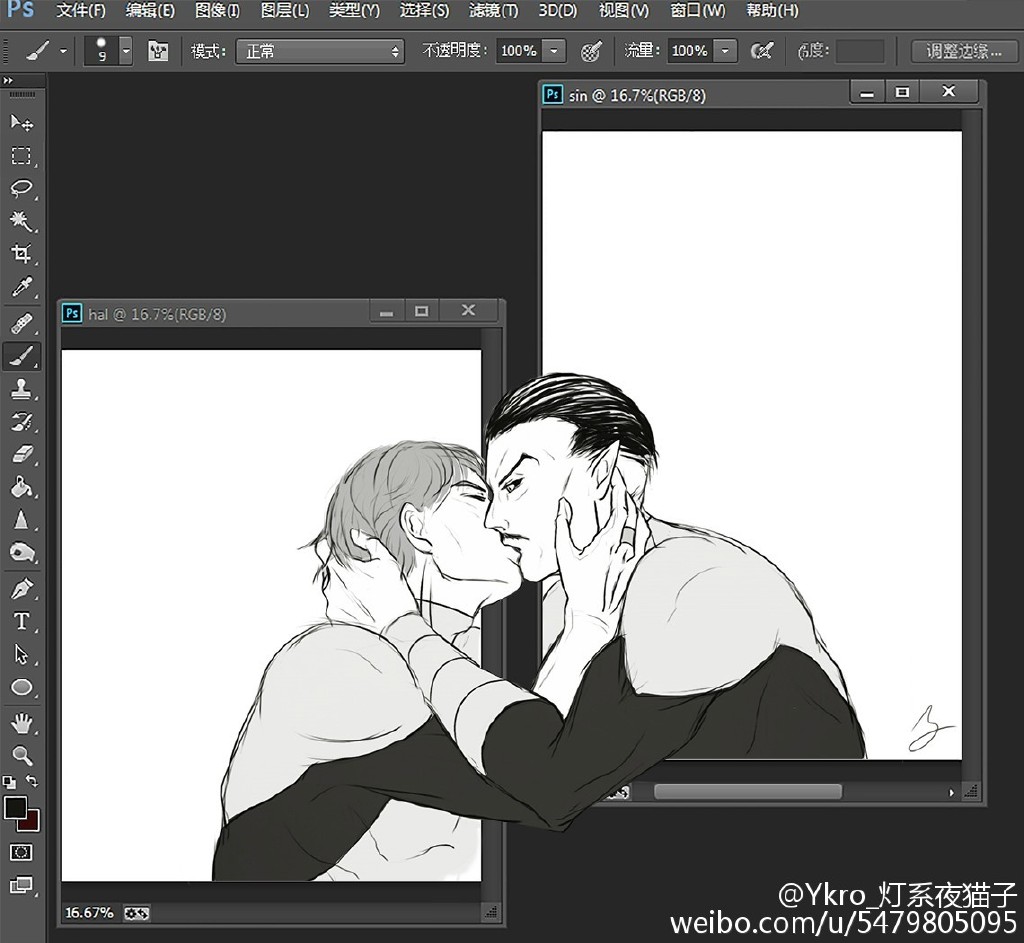 Ps 文件(F) 编辑(E) 图像(I) 图层(L) 类型(Y) 选择(S) 滤镜(T) 3D(D) 视图(V) 窗口(W) 帮助(H)
9 模式: 正常 不透明度: 100% 流量: 100% 调整边缘...
Ps sin @ 16.7%(RGB/8)
Ps hal @ 16.7%(RGB/8)
T
16.67%
@Ykro_灯系夜猫子
weibo.com/u/5479805095